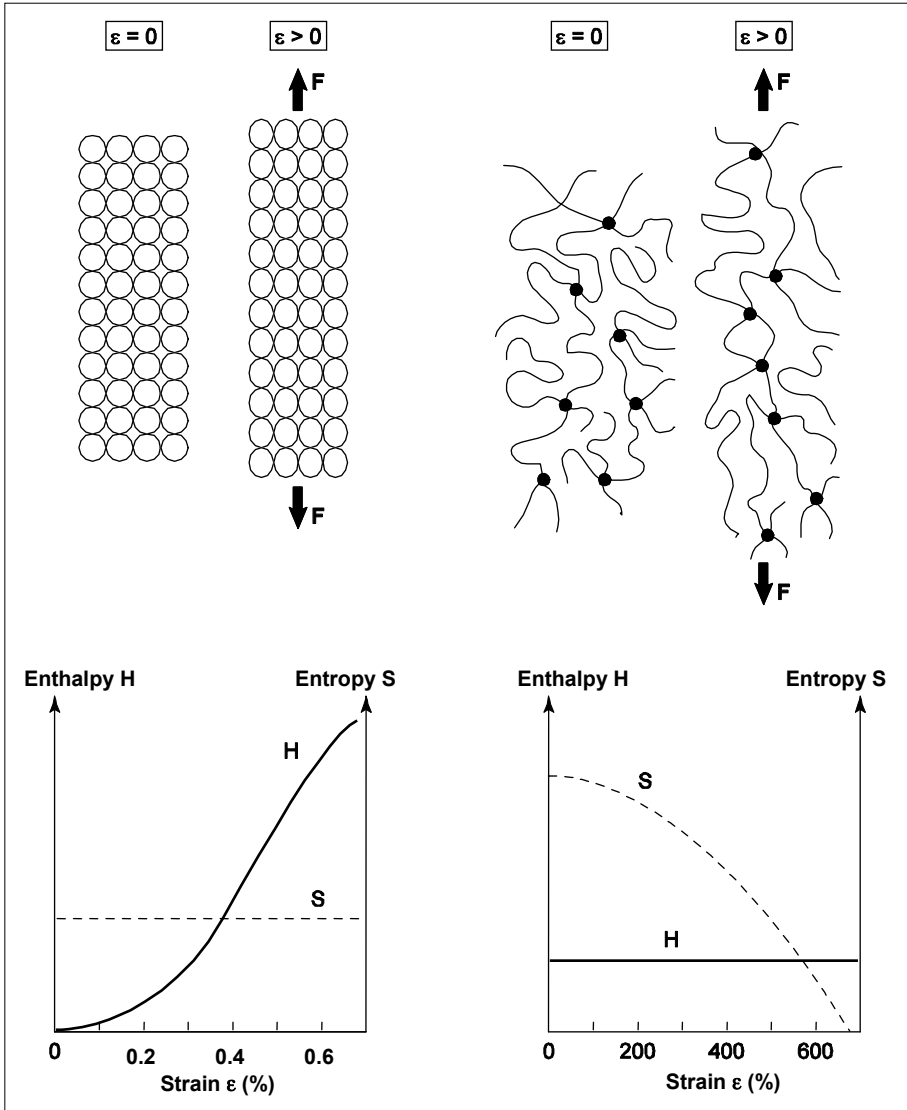 ε = 0
ε > 0
F
F
ε = 0
ε > 0
F
F
Enthalpy H
Entropy S
H
S
0
0.2
0.4
0.6
Strain ε (%)
Enthalpy H
Entropy S
S
H
0
200
400
600
Strain ε (%)